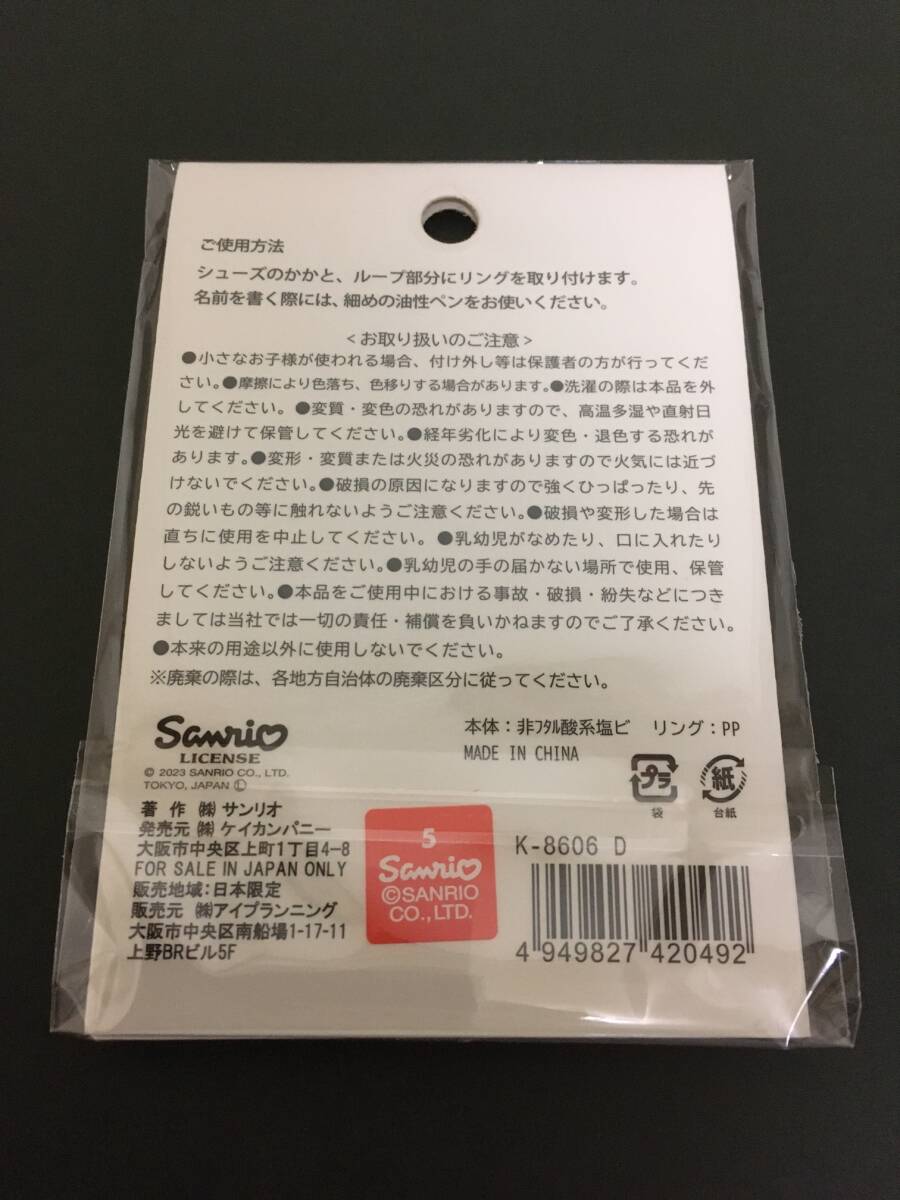 ご使用方法
シューズのかかと、ループ部分にリングを取り付けます。
名前を書く際には、細めの油性ペンをお使いください。
<お取り扱いのご注意>
●小さなお子様が使われる場合、付け外し等は保護者の方が行ってくだ
さい。●摩擦により色落ち、色移りする場合があります。●洗濯の際は本品を外
してください。●変質・変色の恐れがありますので、高温多湿や直射日
光を避けて保管してください。●経年劣化により変色・退色する恐れが
あります。●変形・変質または火災の恐れがありますので火気には近づ
けないでください。●破損の原因になりますので強くひっぱったり、先
の鋭いもの等に触れないようご注意ください。●破損や変形した場合は
直ちに使用を中止してください。●乳幼児がなめたり、口に入れたり
しないようご注意ください。●乳幼児の手の届かない場所で使用、保管
してください。●本品をご使用中における事故・破損・紛失などにつき
ましては当社では一切の責任・補償を負いかねますのでご了承ください。
●本来の用途以外に使用しないでください。
※廃棄の際は、各地方自治体の廃棄区分に従ってください。
本体:非フタル酸系塩ビ リング:PP
MADE IN CHINA
プラ
袋
紙
台紙
Sanrio
LICENSE
© 2023 SANRIO CO., LTD.
TOKYO, JAPAN Ⓛ
著 作 ㈱ サンリオ
発売元 ㈱ ケイカンパニー
大阪市中央区上町1丁目4-8
FOR SALE IN JAPAN ONLY
販売地域:日本限定
販売元 ㈱アイプランニング
大阪市中央区南船場1-17-11
上野BRビル5F
5
Sanrio
©SANRIO
CO., LTD.
K-8606 D
4 949827 420492